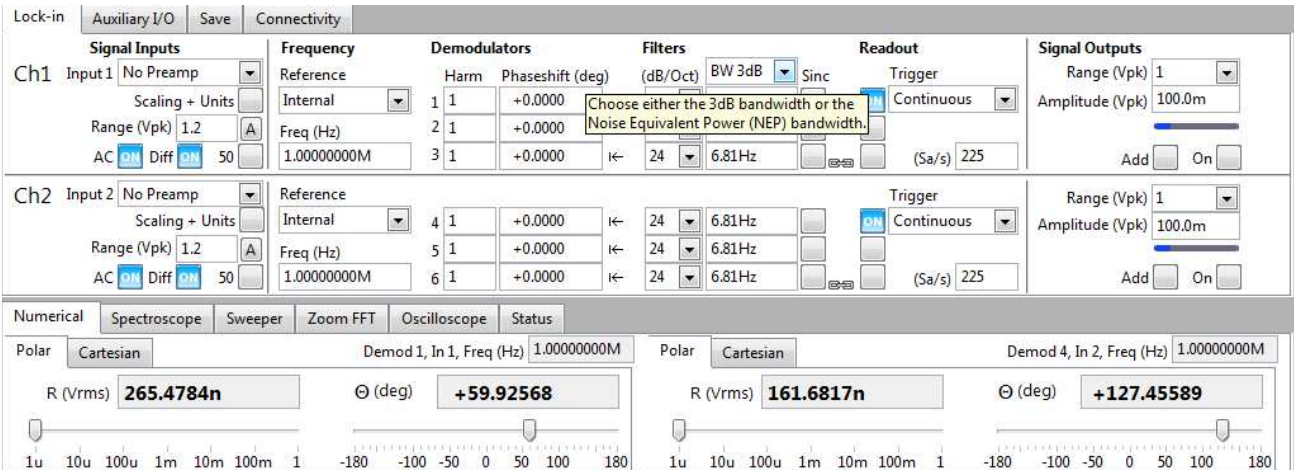 Lock-in Auxiliary I/O Save Connectivity
Signal Inputs Frequency Demodulators Filters Readout Signal Outputs
Ch1 Input 1 No Preamp Reference Harm Phaseshift (deg) (dB/Oct) BW 3dB Sinc Trigger Range (Vpk) 1
Scaling + Units Internal 1 1 +0.0000 Choose either the 3dB bandwidth or the ON Continuous Amplitude (Vpk) 100.0m
Range (Vpk) 1.2 A Freq (Hz) 2 1 +0.0000 Noise Equivalent Power (NEP) bandwidth.
AC ON Diff ON 50 1.00000000M 3 1 +0.0000 ⇤ 24 6.81Hz (Sa/s) 225 Add On
Ch2 Input 2 No Preamp Reference Trigger Range (Vpk) 1
Scaling + Units Internal 4 1 +0.0000 ⇤ 24 6.81Hz ON Continuous Amplitude (Vpk) 100.0m
Range (Vpk) 1.2 A Freq (Hz) 5 1 +0.0000 ⇤ 24 6.81Hz
AC ON Diff ON 50 1.00000000M 6 1 +0.0000 ⇤ 24 6.81Hz (Sa/s) 225 Add On
Numerical Spectroscope Sweeper Zoom FFT Oscilloscope Status
Polar Cartesian Demod 1, In 1, Freq (Hz) 1.00000000M Polar Cartesian Demod 4, In 2, Freq (Hz) 1.00000000M
R (Vrms) 265.4784n Θ (deg) +59.92568 R (Vrms) 161.6817n Θ (deg) +127.45589
1u 10u 100u 1m 10m 100m 1 -180 -100 -50 0 50 100 180 1u 10u 100u 1m 10m 100m 1 -180 -100 -50 0 50 100 180